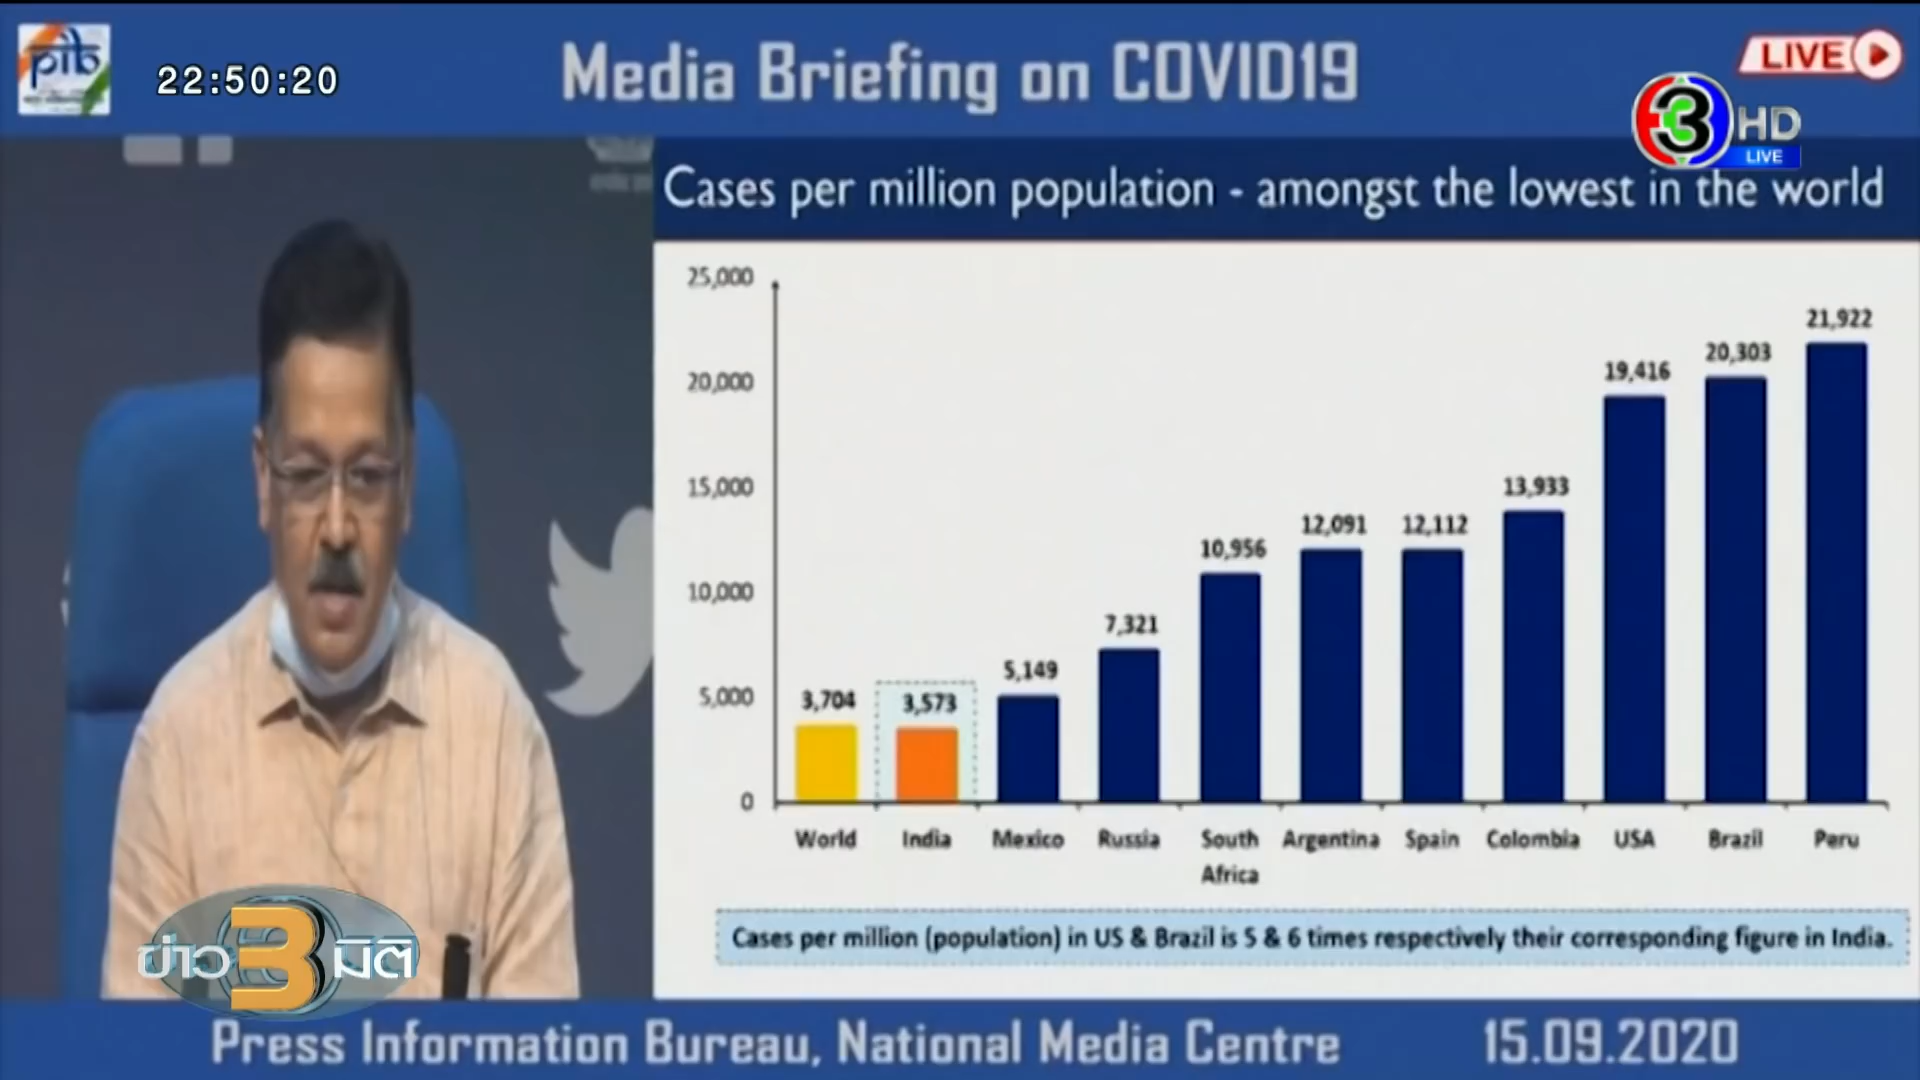 pib
22:50:20
Media Briefing on COVID19
LIVE
3 HD
LIVE
Cases per million population - amongst the lowest in the world
25,000
20,000
15,000
10,000
5,000
0
3,704
3,573
5,149
7,321
10,956
12,091
12,112
13,933
19,416
20,303
21,922
World
India
Mexico
Russia
South Africa
Argentina
Spain
Colombia
USA
Brazil
Peru
Cases per million (population) in US & Brazil is 5 & 6 times respectively their corresponding figure in India.
ข่าว 3 มิติ
Press Information Bureau, National Media Centre
15.09.2020